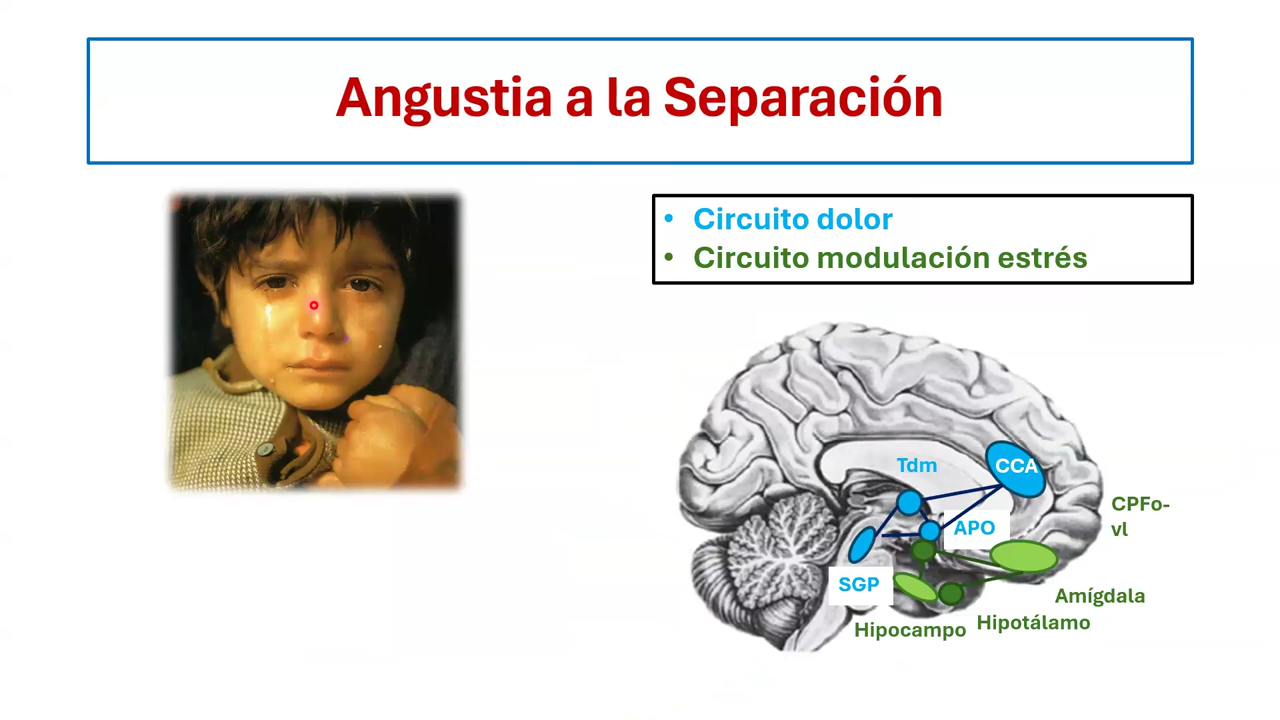 Angustia a la Separación
• Circuito dolor
• Circuito modulación estrés
Tdm
CCA
CPFo-
vl
APO
SGP
Amígdala
Hipotálamo
Hipocampo